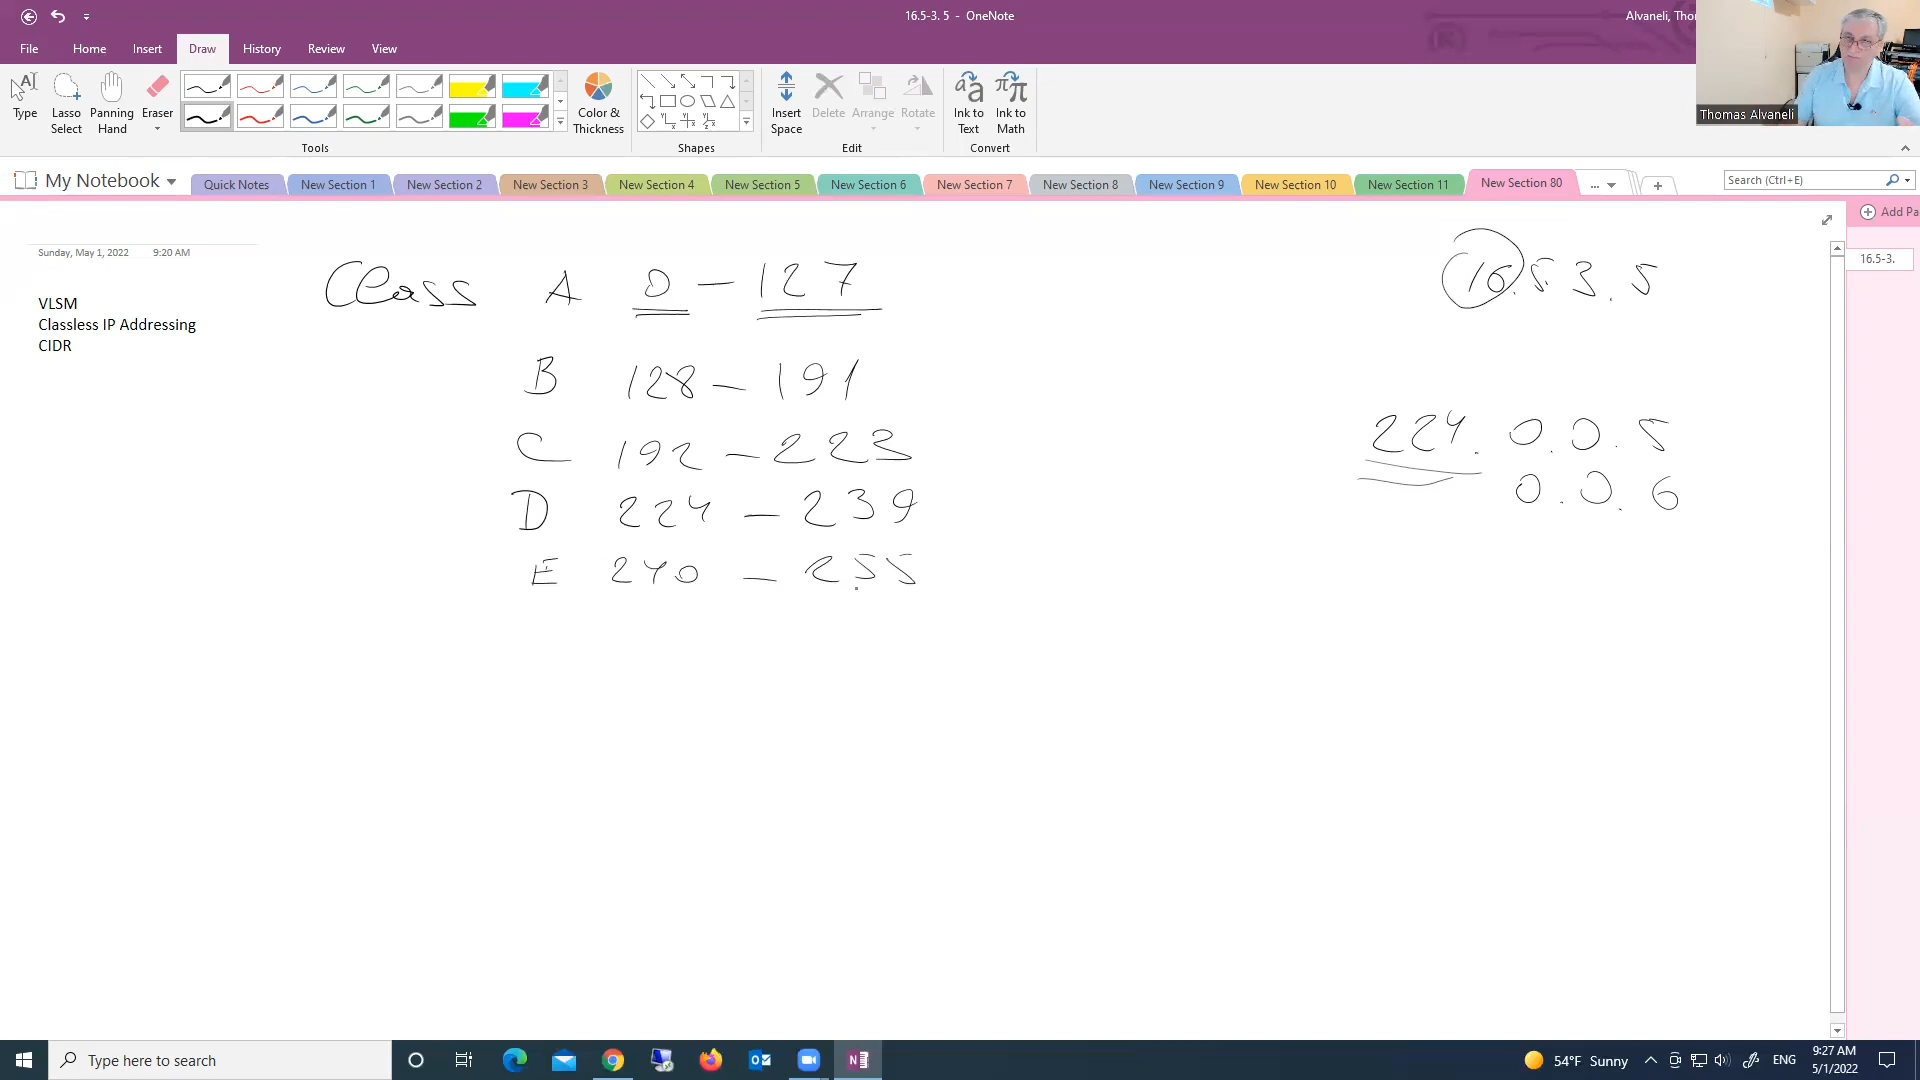 16.5-3. 5 - OneNote
Alvaneli, Thor
File Home Insert Draw History Review View
Type
Lasso Select
Panning Hand
Eraser
Color & Thickness
Insert Space
Delete
Arrange
Rotate
Ink to Text
Ink to Math
Tools
Shapes
Edit
Convert
Thomas Alvaneli
My Notebook
Quick Notes
New Section 1
New Section 2
New Section 3
New Section 4
New Section 5
New Section 6
New Section 7
New Section 8
New Section 9
New Section 10
New Section 11
New Section 80
...
Search (Ctrl+E)
Add Pa
16.5-3.
Sunday, May 1, 2022 9:20 AM
VLSM
Classless IP Addressing
CIDR
Class A 0 - 127
B 128 - 191
C 192 - 223
D 224 - 239
E 240 - 255
16.5.3.5
224.0.0.5
0.0.6
Type here to search
54°F Sunny
ENG
9:27 AM
5/1/2022